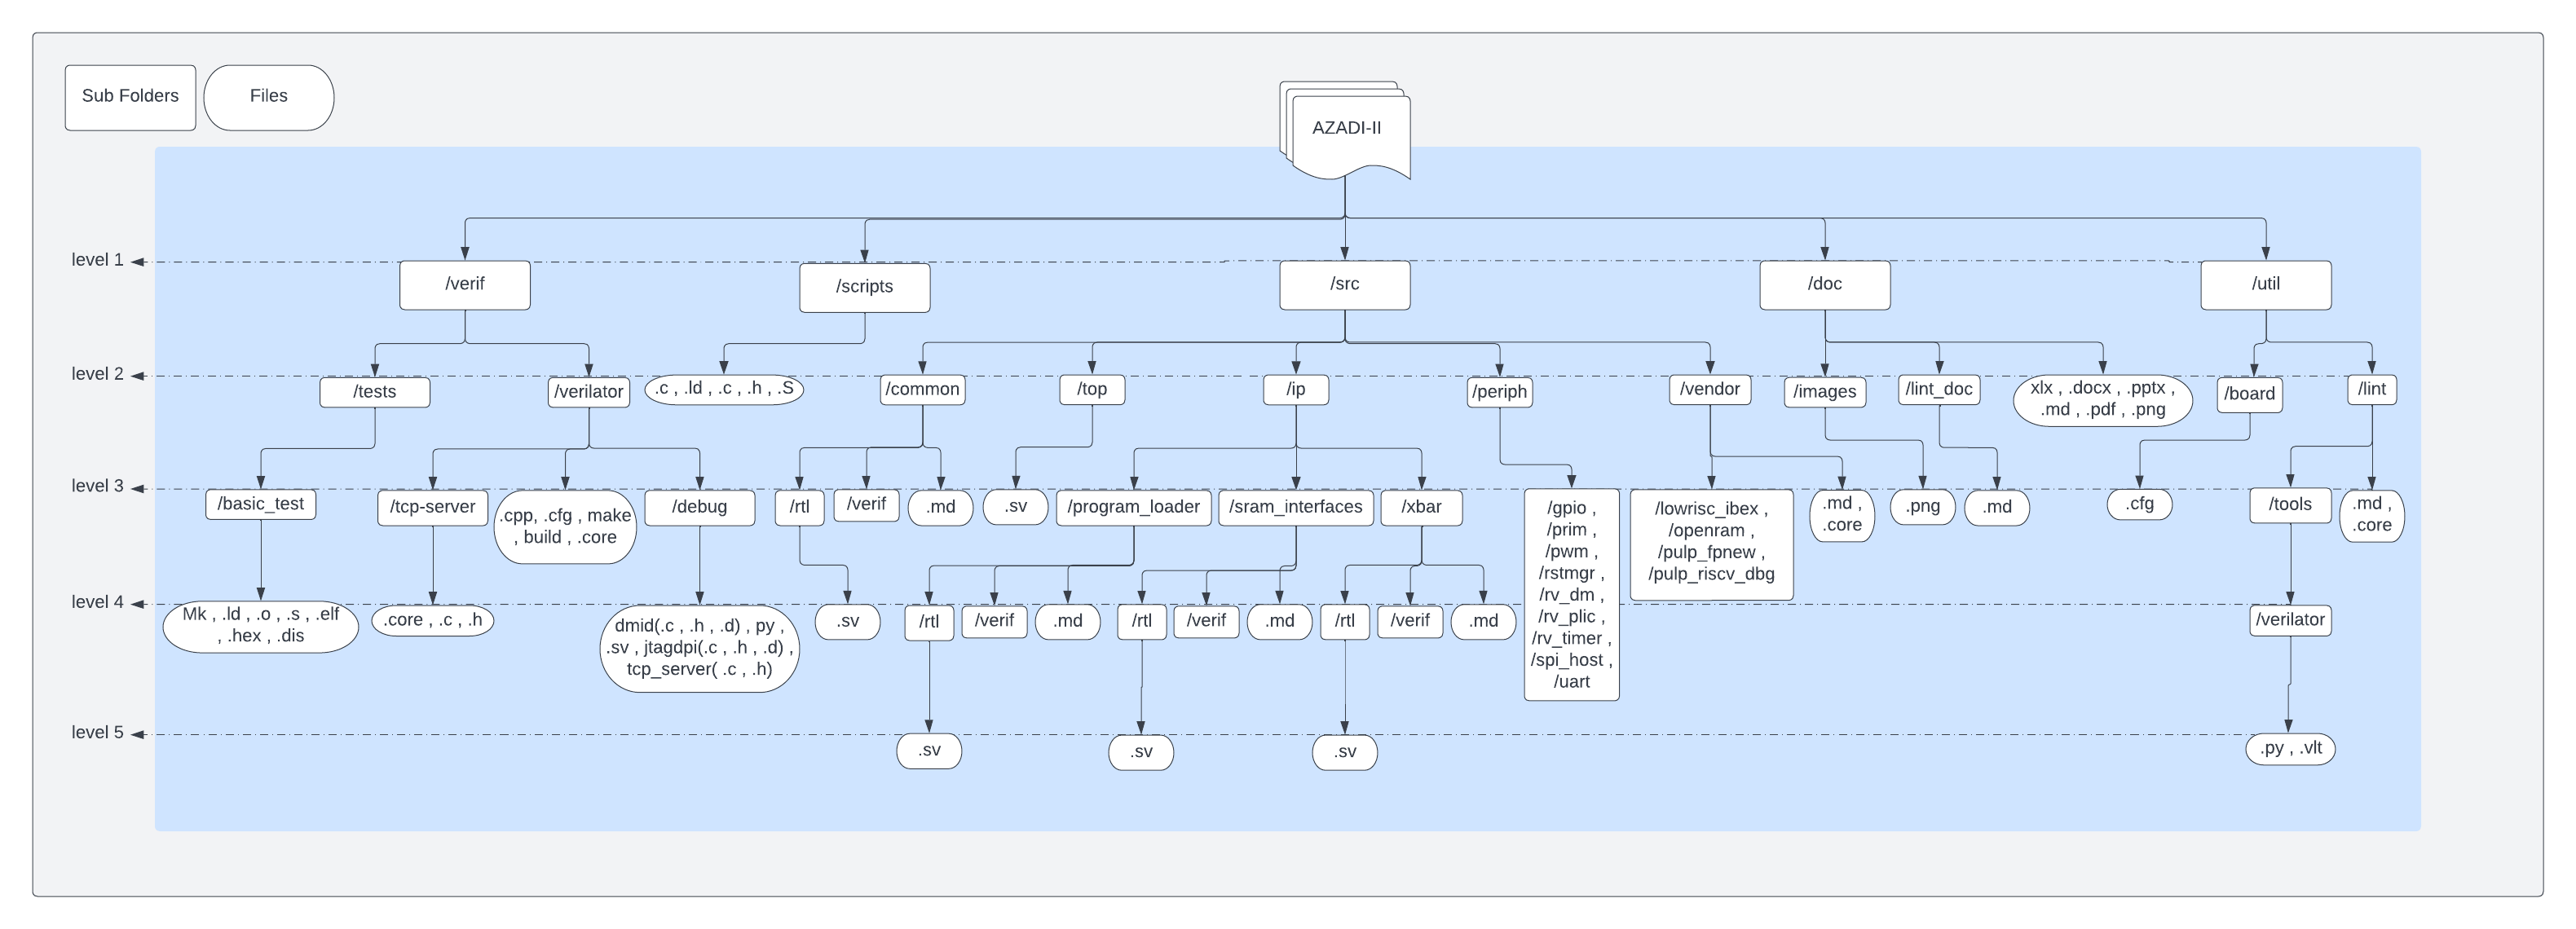 Sub Folders
Files
AZADI-II
level 1
/verif
/scripts
/src
/doc
/util
level 2
/tests
/verilator
.c , .ld , .c , .h , .S
/common
/top
/ip
/periph
/vendor
/images
/lint_doc
xlx , .docx , .pptx ,
.md , .pdf , .png
/board
/lint
level 3
/basic_test
/tcp-server
.cpp, .cfg , make
, build , .core
/debug
/rtl
/verif
.md
.sv
/program_loader
/sram_interfaces
/xbar
/gpio ,
/prim ,
/pwm ,
/rstmgr ,
/rv_dm ,
/rv_plic ,
/rv_timer ,
/spi_host ,
/uart
/lowrisc_ibex ,
/openram ,
/pulp_fpnew ,
/pulp_riscv_dbg
.md ,
.core
.png
.md
.cfg
/tools
.md ,
.core
level 4
Mk , .ld , .o , .s , .elf
, .hex , .dis
.core , .c , .h
dmid(.c , .h , .d) , py ,
.sv , jtagdpi(.c , .h , .d) ,
tcp_server( .c , .h)
.sv
/rtl
/verif
.md
/rtl
/verif
.md
/rtl
/verif
.md
/verilator
level 5
.sv
.sv
.sv
.py , .vlt